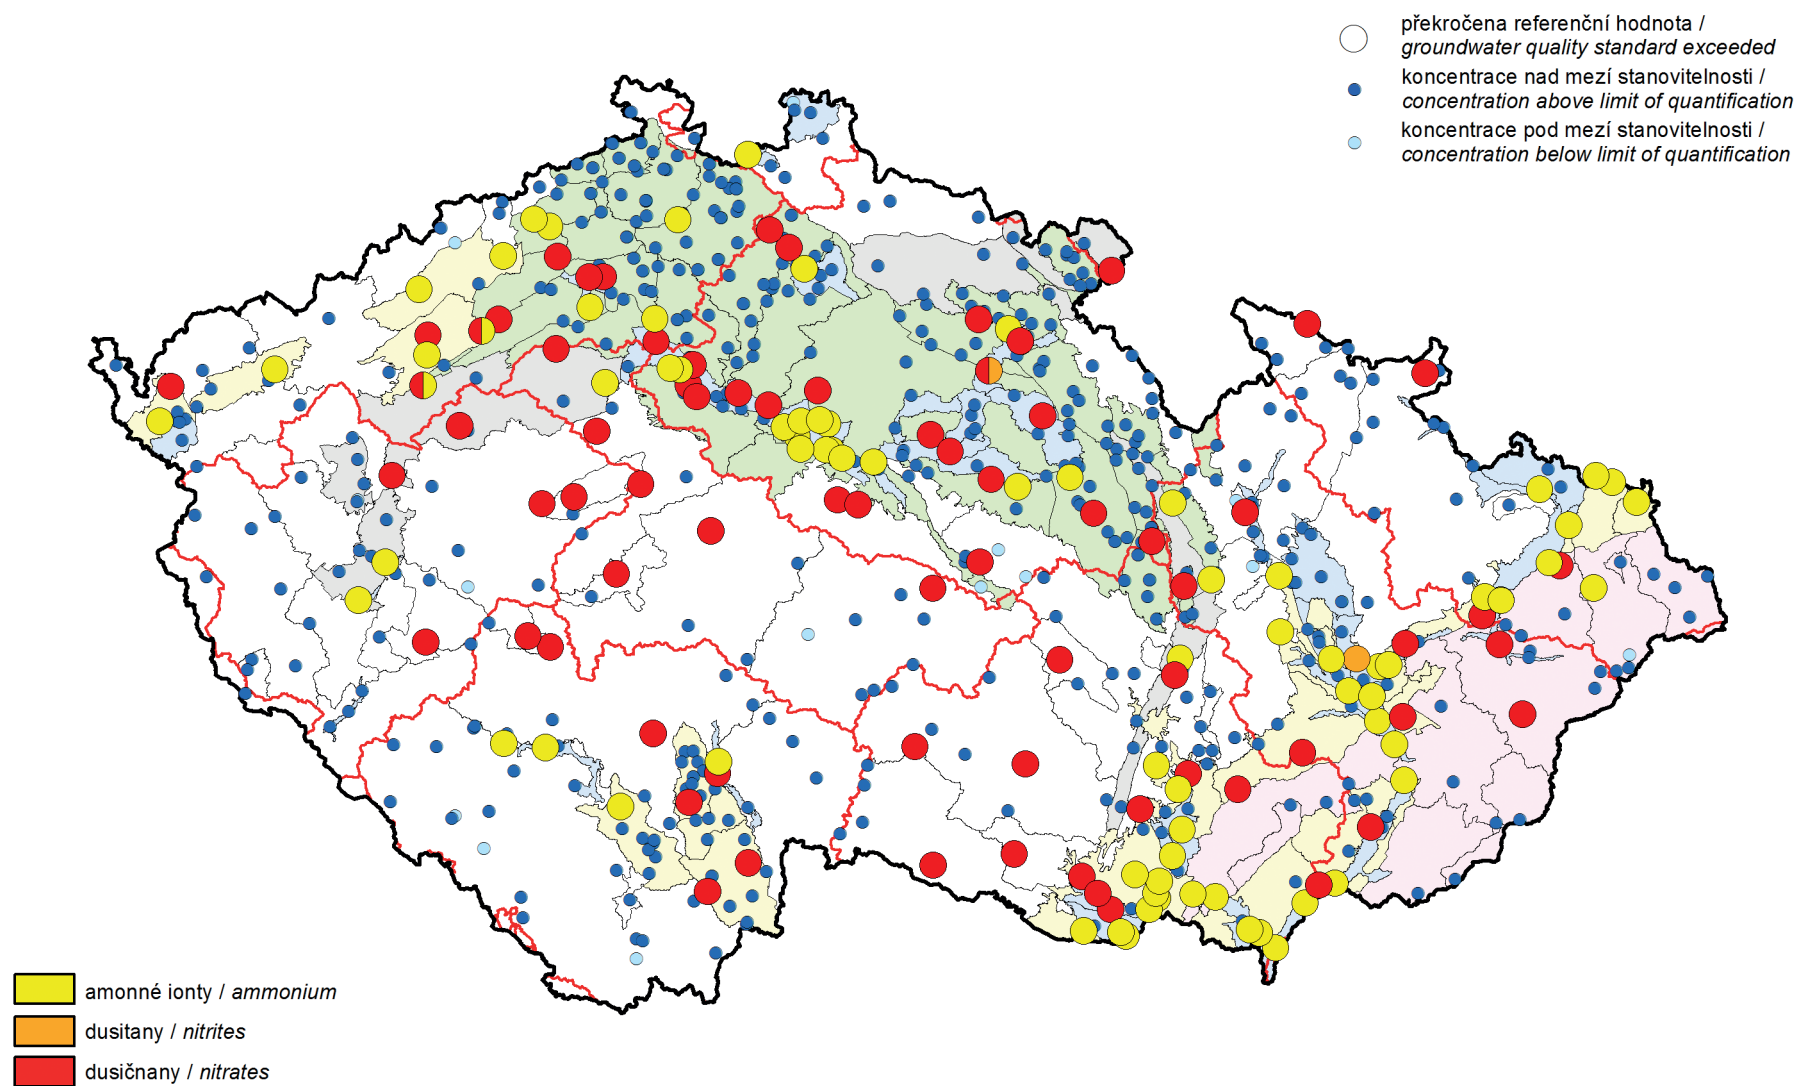 překročena referenční hodnota /
groundwater quality standard exceeded
koncentrace nad mezí stanovitelnosti /
concentration above limit of quantification
koncentrace pod mezí stanovitelnosti /
concentration below limit of quantification
amonné ionty / ammonium
dusitany / nitrites
dusičnany / nitrates